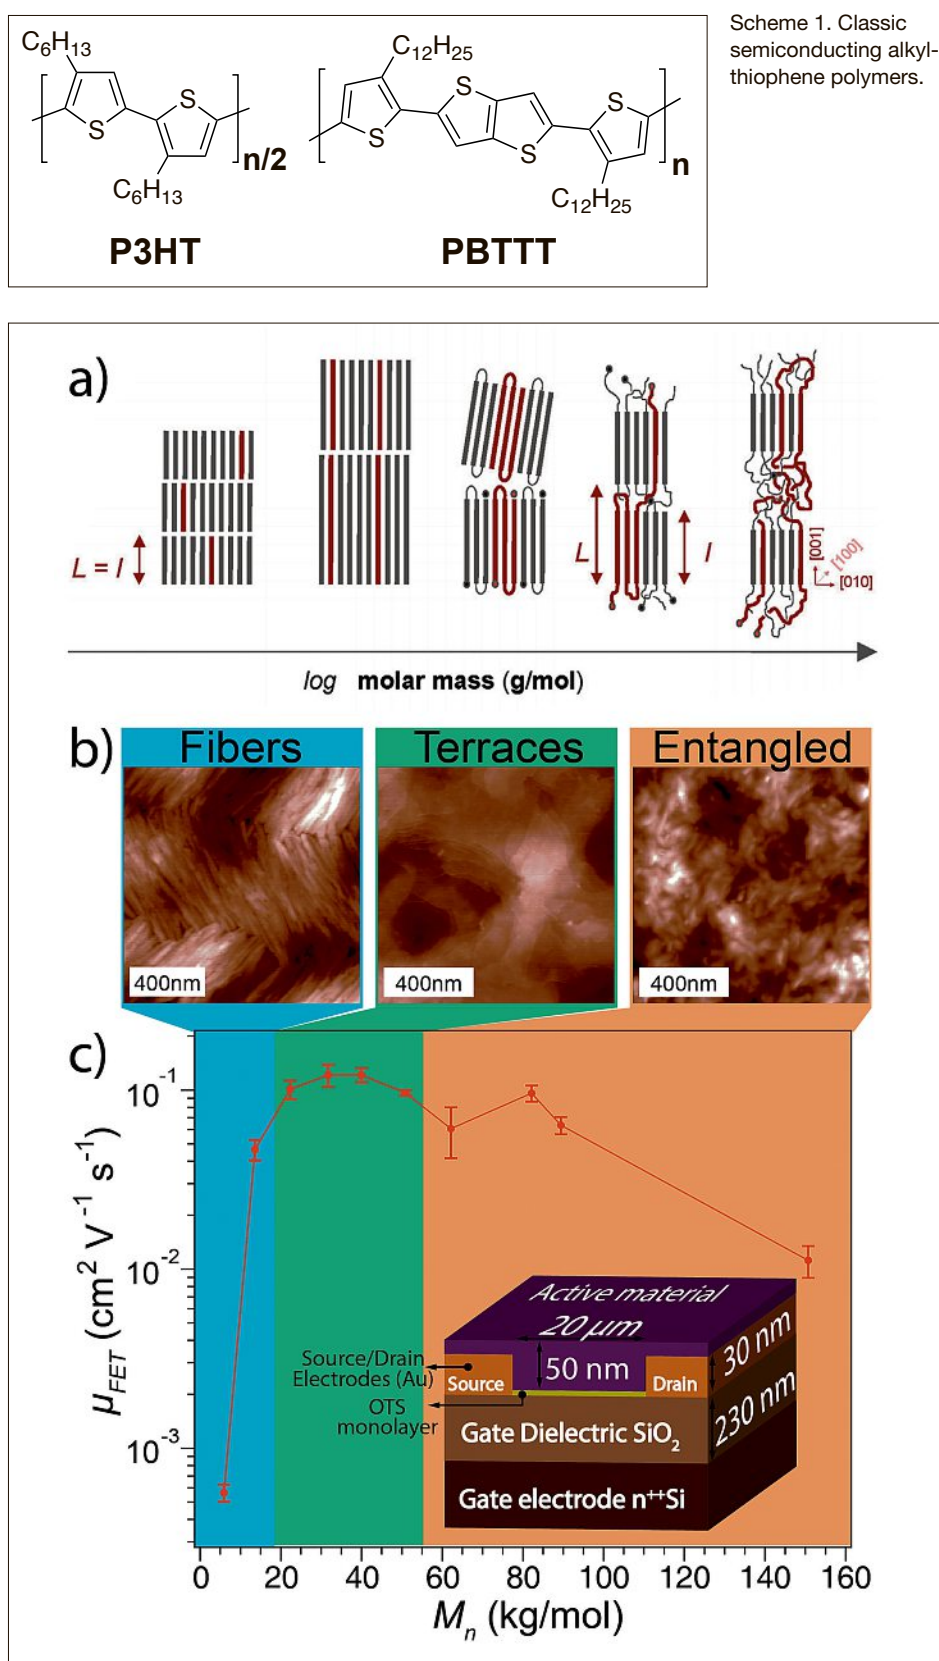 Scheme 1. Classic
semiconducting alkyl-
thiophene polymers.
C6H13
S
S
C6H13
n/2
P3HT
C12H25
S
S
S
S
C12H25
n
PBTTT
a)
L = l
L
l
[001]
[100]
[010]
log molar mass (g/mol)
b)
Fibers
Terraces
Entangled
400nm
400nm
400nm
c)
10⁻¹
10⁻²
10⁻³
μFET (cm² V⁻¹ s⁻¹)
Active material
20 μm
50 nm
30 nm
230 nm
Source/Drain
Electrodes (Au)
Source
Drain
OTS
monolayer
Gate Dielectric SiO₂
Gate electrode n⁺⁺Si
0 20 40 60 80 100 120 140 160
Mn (kg/mol)